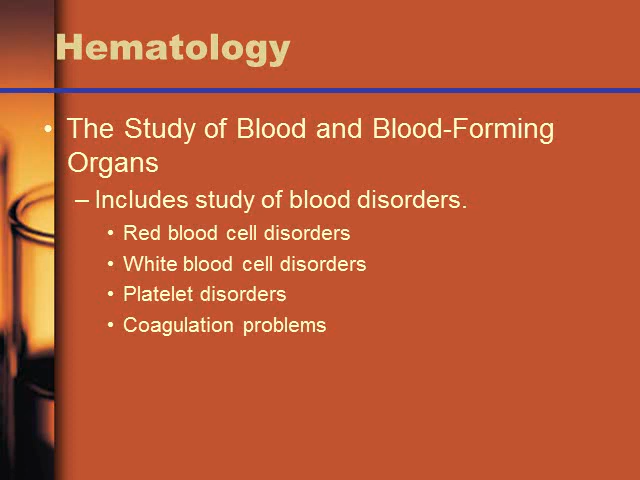 Hematology
• The Study of Blood and Blood-Forming
Organs
– Includes study of blood disorders.
• Red blood cell disorders
• White blood cell disorders
• Platelet disorders
• Coagulation problems